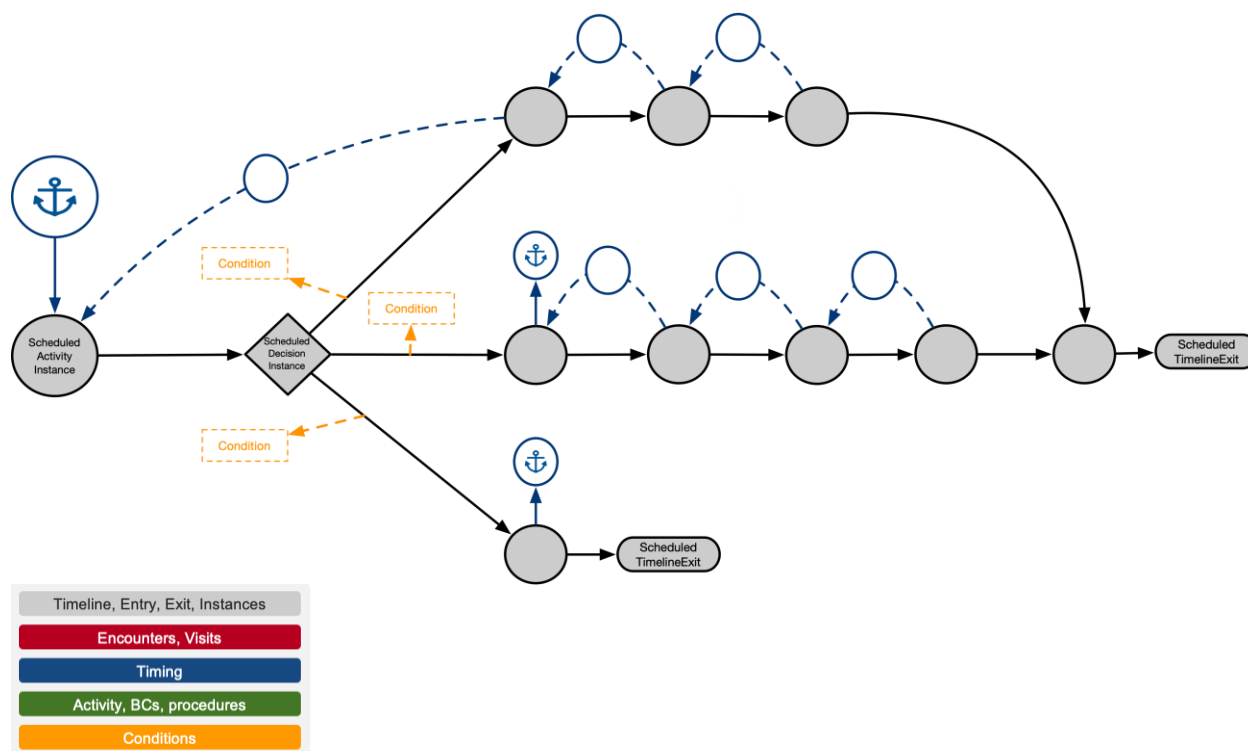 Condition
Condition
Scheduled
Activity
Instance
Scheduled
Decision
Instance
Scheduled
TimelineExit
Condition
Scheduled
TimelineExit
Timeline, Entry, Exit, Instances
Encounters, Visits
Timing
Activity, BCs, procedures
Conditions